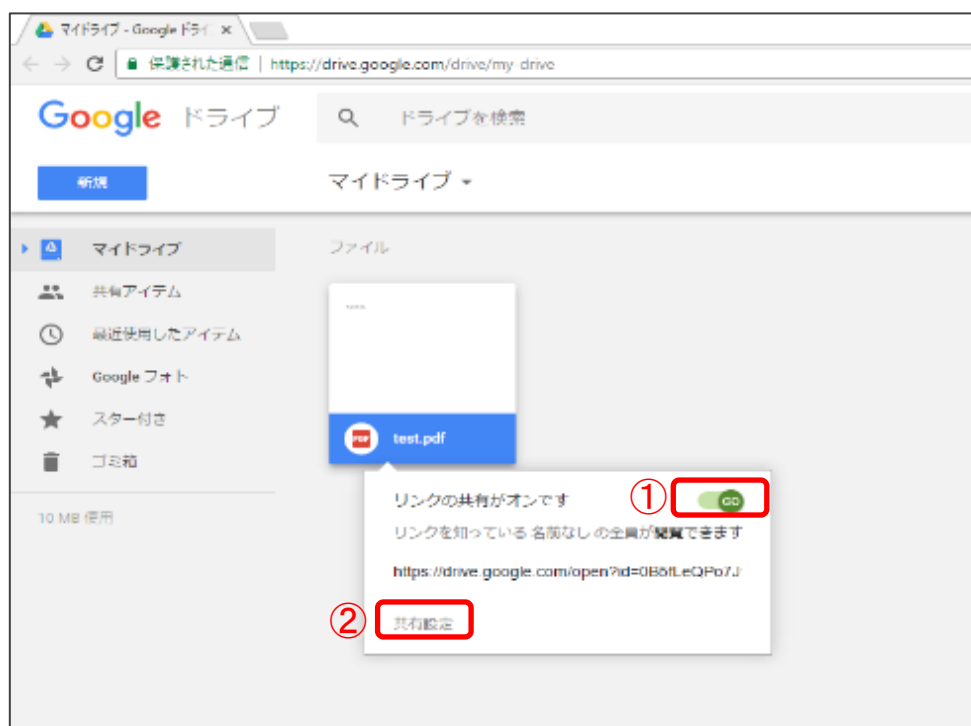 マイドライブ - Google ドライ
保護された通信 | https://drive.google.com/drive/my-drive
Google ドライブ
ドライブを検索
新規
マイドライブ
マイドライブ
ファイル
共有アイテム
最近使用したアイテム
Google フォト
スター付き
ゴミ箱
10 MB 使用
PDF test.pdf
リンクの共有がオンです
①
リンクを知っている 名前なし の全員が閲覧できます
https://drive.google.com/open?id=0B5fLeQPo7J
②
共有設定